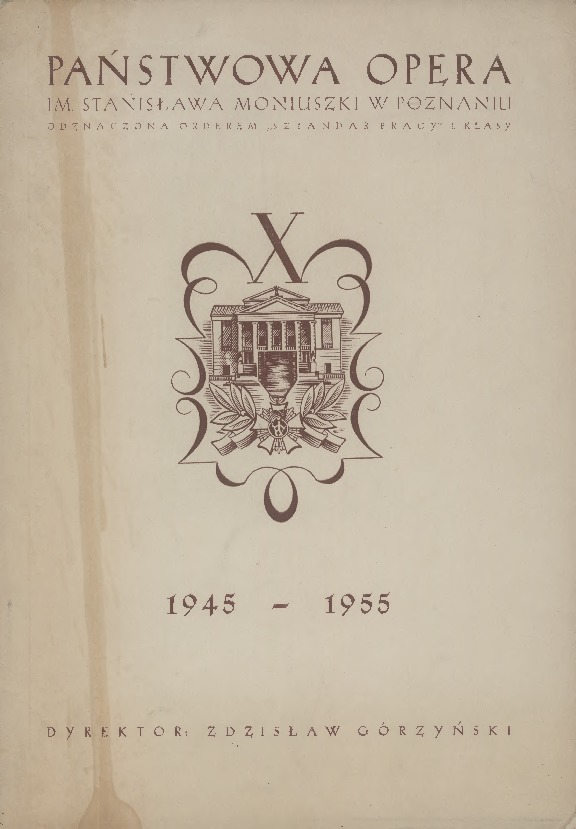 PAŃSTWOWA OPERA
IM. STANISŁAWA MONIUSZKI W POZNANIU
ODZNACZONA ORDEREM „SZTANDAR PRACY” I KLASY
X
1945 – 1955
DYREKTOR: ZDZISŁAW GÓRZYŃSKI